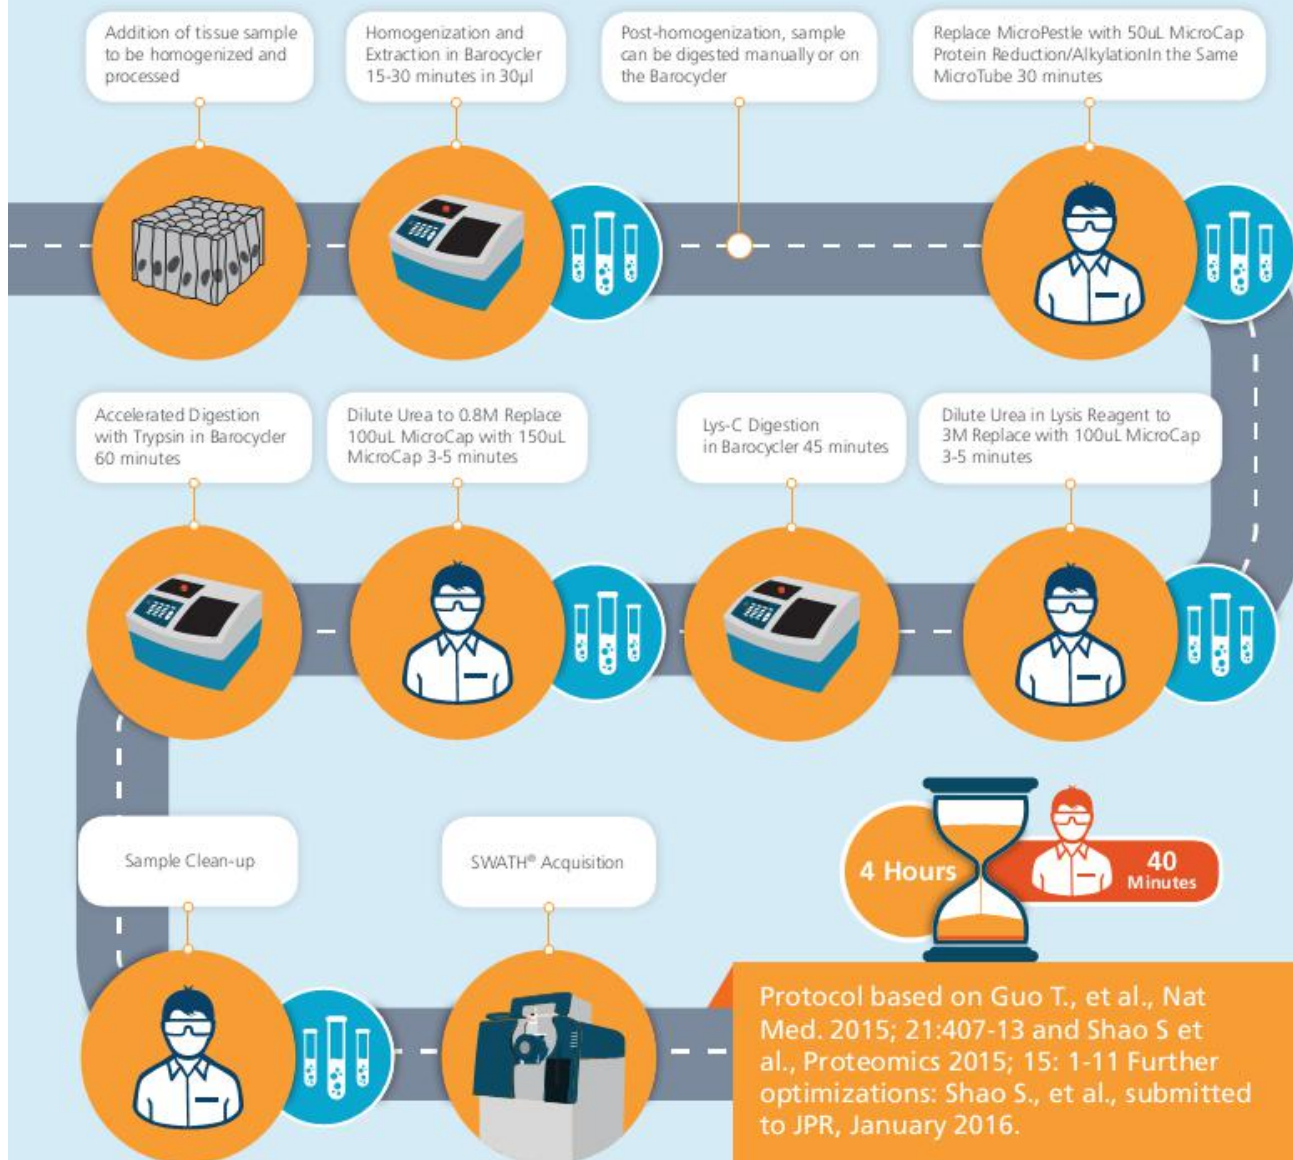 Addition of tissue sample
to be homogenized and
processed
Homogenization and
Extraction in Barocycler
15-30 minutes in 30µl
Post-homogenization, sample
can be digested manually or on
the Barocycler
Replace MicroPestle with 50uL MicroCap
Protein Reduction/AlkylationIn the Same
MicroTube 30 minutes
Accelerated Digestion
with Trypsin in Barocycler
60 minutes
Dilute Urea to 0.8M Replace
100uL MicroCap with 150uL
MicroCap 3-5 minutes
Lys-C Digestion
in Barocycler 45 minutes
Dilute Urea in Lysis Reagent to
3M Replace with 100uL MicroCap
3-5 minutes
Sample Clean-up
SWATH® Acquisition
4 Hours
40
Minutes
Protocol based on Guo T., et al., Nat
Med. 2015; 21:407-13 and Shao S et
al., Proteomics 2015; 15: 1-11 Further
optimizations: Shao S., et al., submitted
to JPR, January 2016.